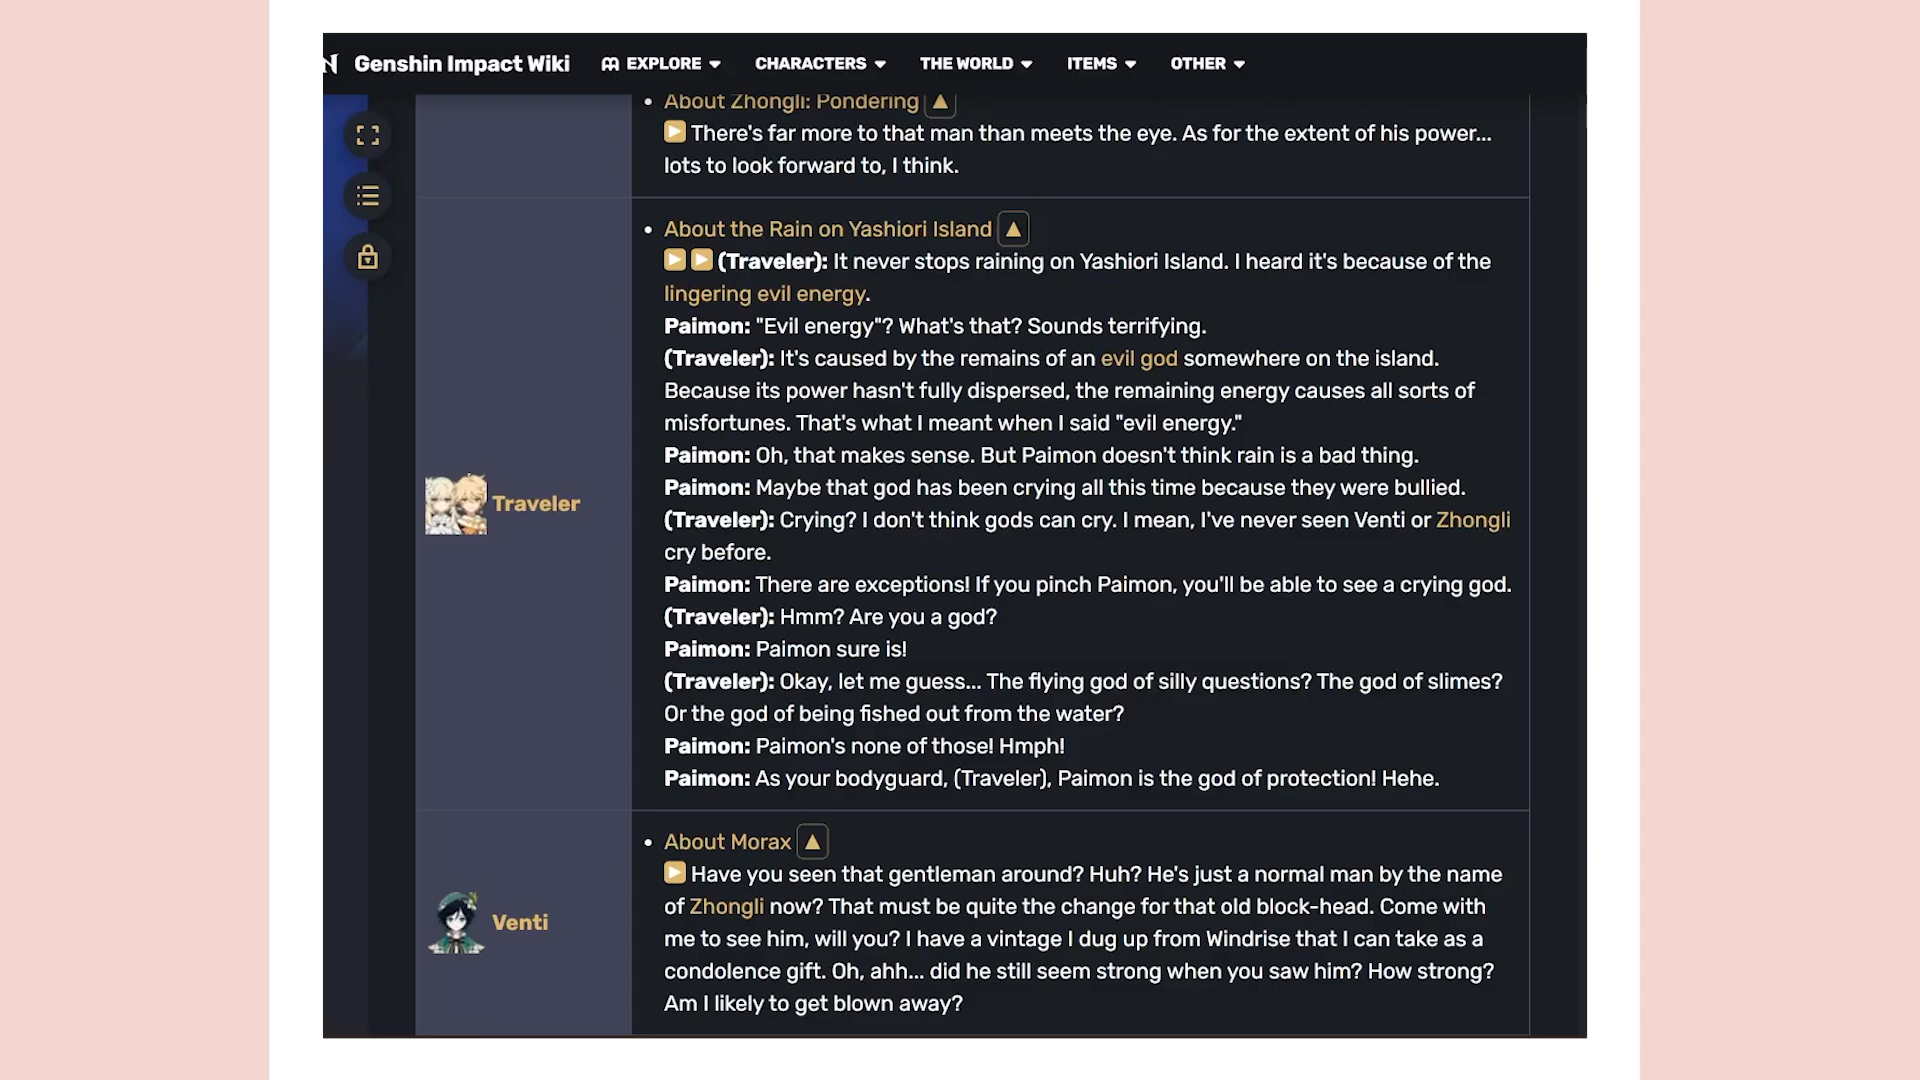 Genshin Impact Wiki EXPLORE CHARACTERS THE WORLD ITEMS OTHER
About Zhongli: Pondering
There's far more to that man than meets the eye. As for the extent of his power...
lots to look forward to, I think.
About the Rain on Yashiori Island
(Traveler): It never stops raining on Yashiori Island. I heard it's because of the
lingering evil energy.
Paimon: "Evil energy"? What's that? Sounds terrifying.
(Traveler): It's caused by the remains of an evil god somewhere on the island.
Because its power hasn't fully dispersed, the remaining energy causes all sorts of
misfortunes. That's what I meant when I said "evil energy."
Paimon: Oh, that makes sense. But Paimon doesn't think rain is a bad thing.
Paimon: Maybe that god has been crying all this time because they were bullied.
Traveler
(Traveler): Crying? I don't think gods can cry. I mean, I've never seen Venti or Zhongli
cry before.
Paimon: There are exceptions! If you pinch Paimon, you'll be able to see a crying god.
(Traveler): Hmm? Are you a god?
Paimon: Paimon sure is!
(Traveler): Okay, let me guess... The flying god of silly questions? The god of slimes?
Or the god of being fished out from the water?
Paimon: Paimon's none of those! Hmph!
Paimon: As your bodyguard, (Traveler), Paimon is the god of protection! Hehe.
Venti
About Morax
Have you seen that gentleman around? Huh? He's just a normal man by the name
of Zhongli now? That must be quite the change for that old block-head. Come with
me to see him, will you? I have a vintage I dug up from Windrise that I can take as a
condolence gift. Oh, ahh... did he still seem strong when you saw him? How strong?
Am I likely to get blown away?